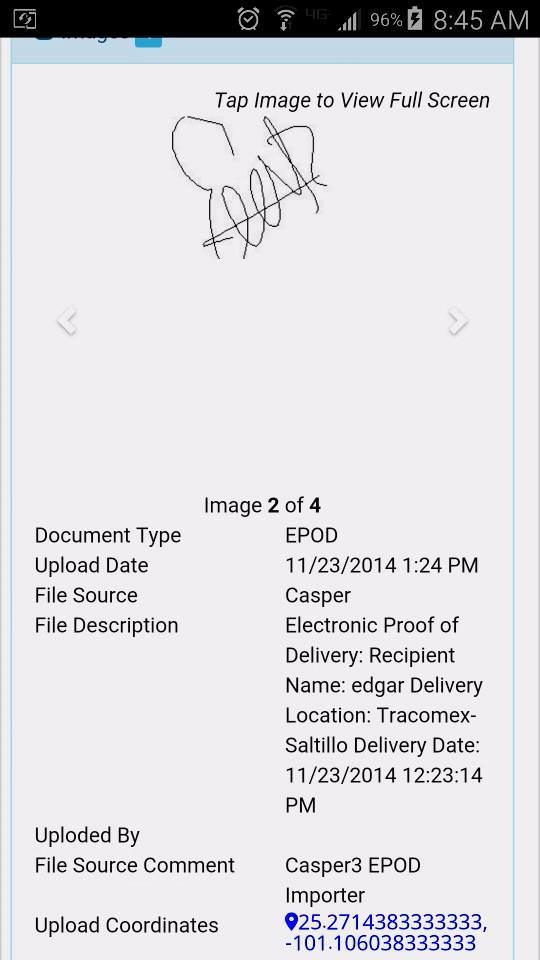 4G 96% 8:45 AM
Images
Tap Image to View Full Screen
Image 2 of 4
Document Type EPOD
Upload Date 11/23/2014 1:24 PM
File Source Casper
File Description Electronic Proof of
Delivery: Recipient
Name: edgar Delivery
Location: Tracomex-
Saltillo Delivery Date:
11/23/2014 12:23:14
PM
Uploded By
File Source Comment Casper3 EPOD
Importer
Upload Coordinates 25.2714383333333,
-101.106038333333